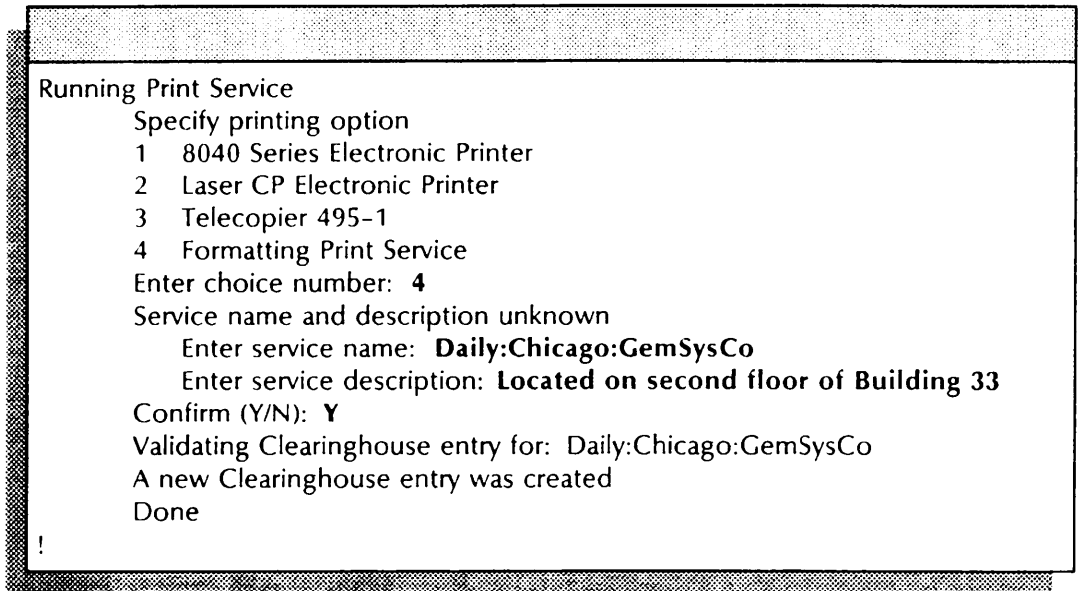 Running Print Service
Specify printing option
1 8040 Series Electronic Printer
2 Laser CP Electronic Printer
3 Telecopier 495-1
4 Formatting Print Service
Enter choice number: 4
Service name and description unknown
Enter service name: Daily:Chicago:GemSysCo
Enter service description: Located on second floor of Building 33
Confirm (Y/N): Y
Validating Clearinghouse entry for: Daily:Chicago:GemSysCo
A new Clearinghouse entry was created
Done
!